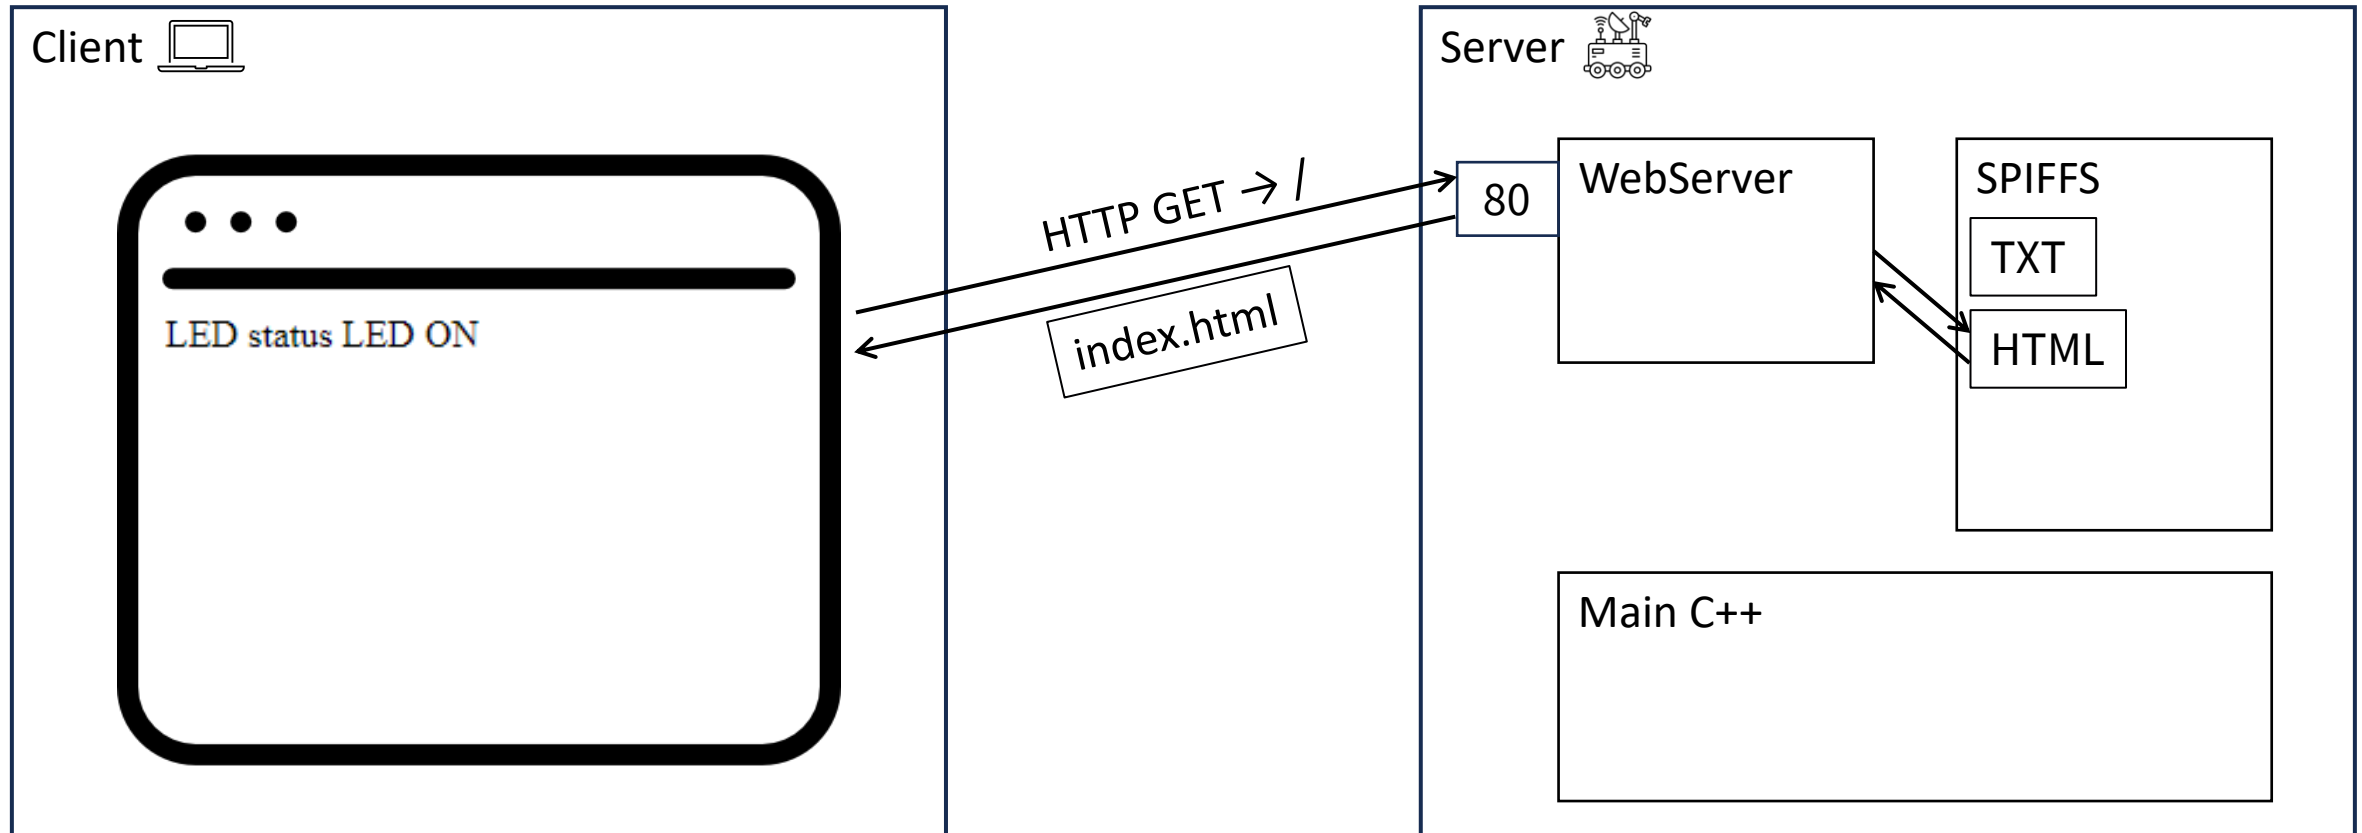 Client
LED status LED ON
HTTP GET → /
index.html
Server
80
WebServer
SPIFFS
TXT
HTML
Main C++